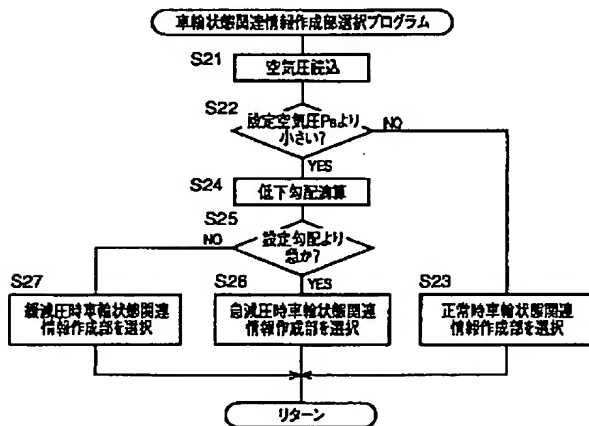 車輪状態関連情報作成部選択プログラム
S21
空気圧読込
S22
設定空気圧PBより
小さい?
NO
YES
S24
低下勾配演算
S25
設定勾配より
急か?
NO
YES
S27
緩減圧時車輪状態関連
情報作成部を選択
S26
急減圧時車輪状態関連
情報作成部を選択
S23
正常時車輪状態関連
情報作成部を選択
リターン